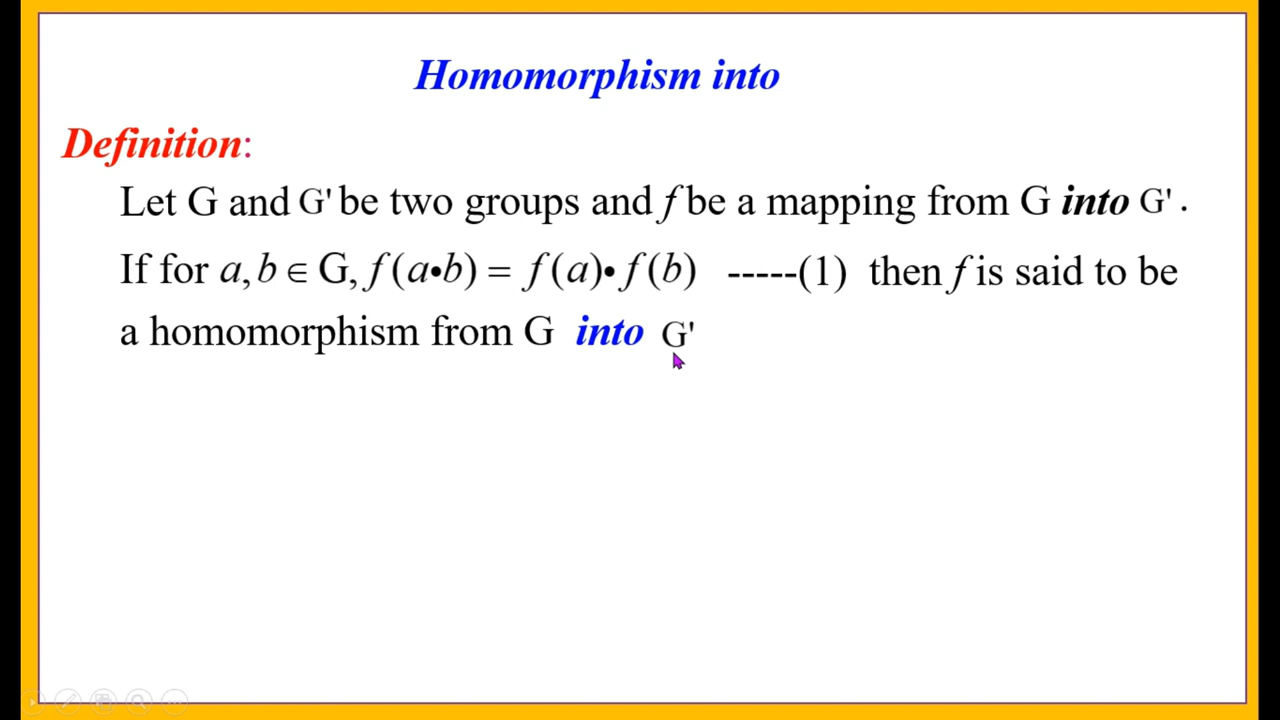 Homomorphism into
Definition:
Let G and G' be two groups and f be a mapping from G into G' .
If for a, b ∈ G, f (a•b) = f (a)• f (b) -----(1) then f is said to be
a homomorphism from G into G'